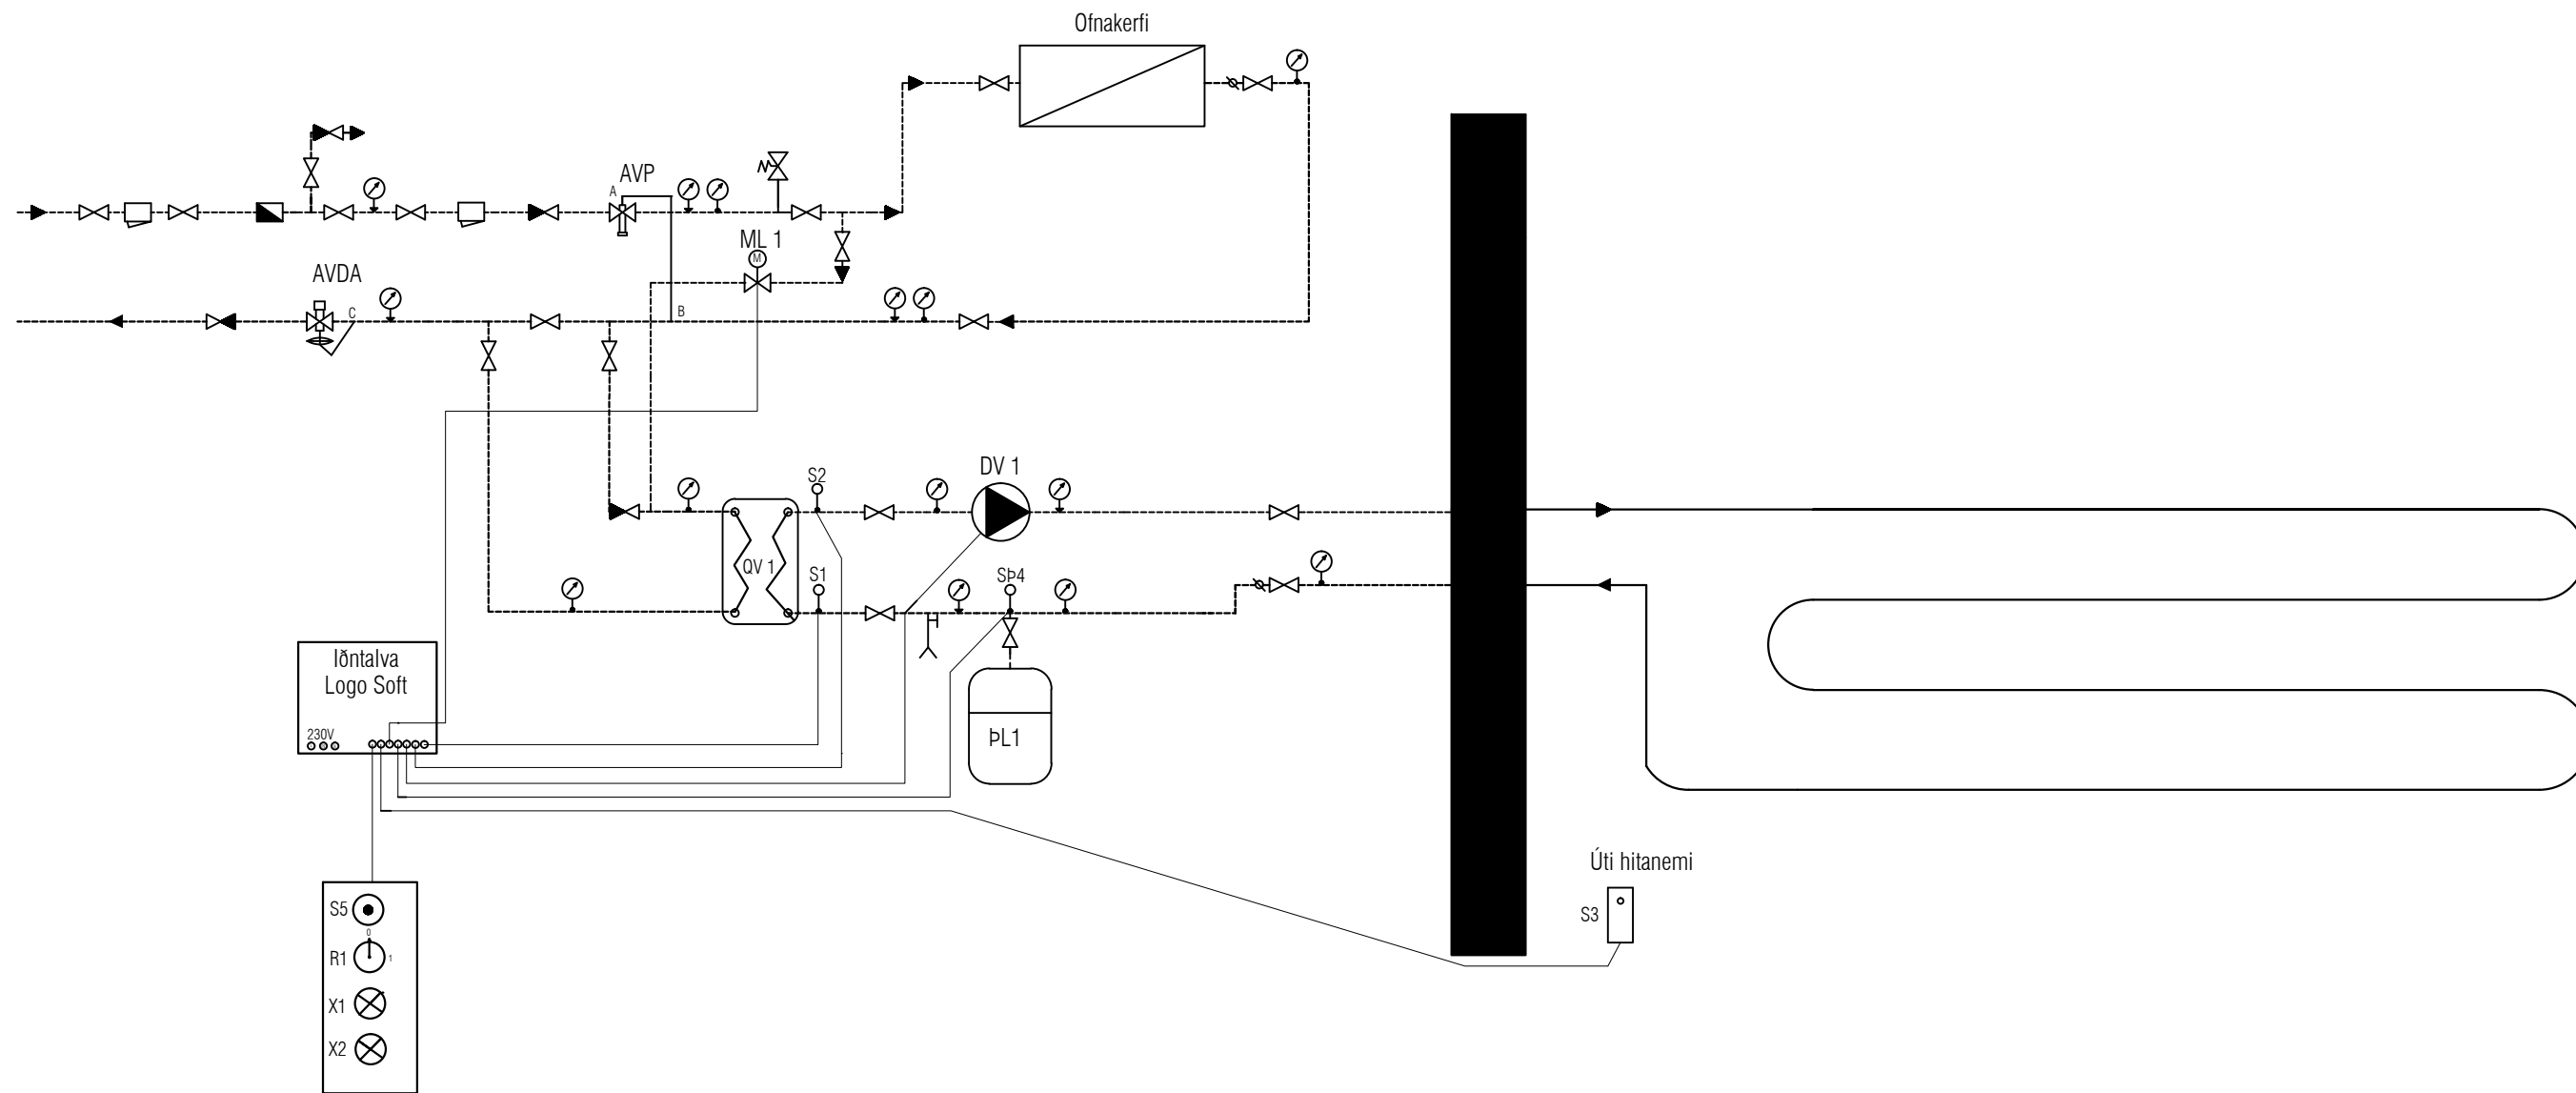 Ofnakerfi
AVP
A
ML 1
M
AVDA
C
B
DV 1
S2
QV 1
S1
SÞ4
Iðntalva
Logo Soft
230V
ÞL1
Úti hitanemi
S3
S5
0
R1
1
X1
X2